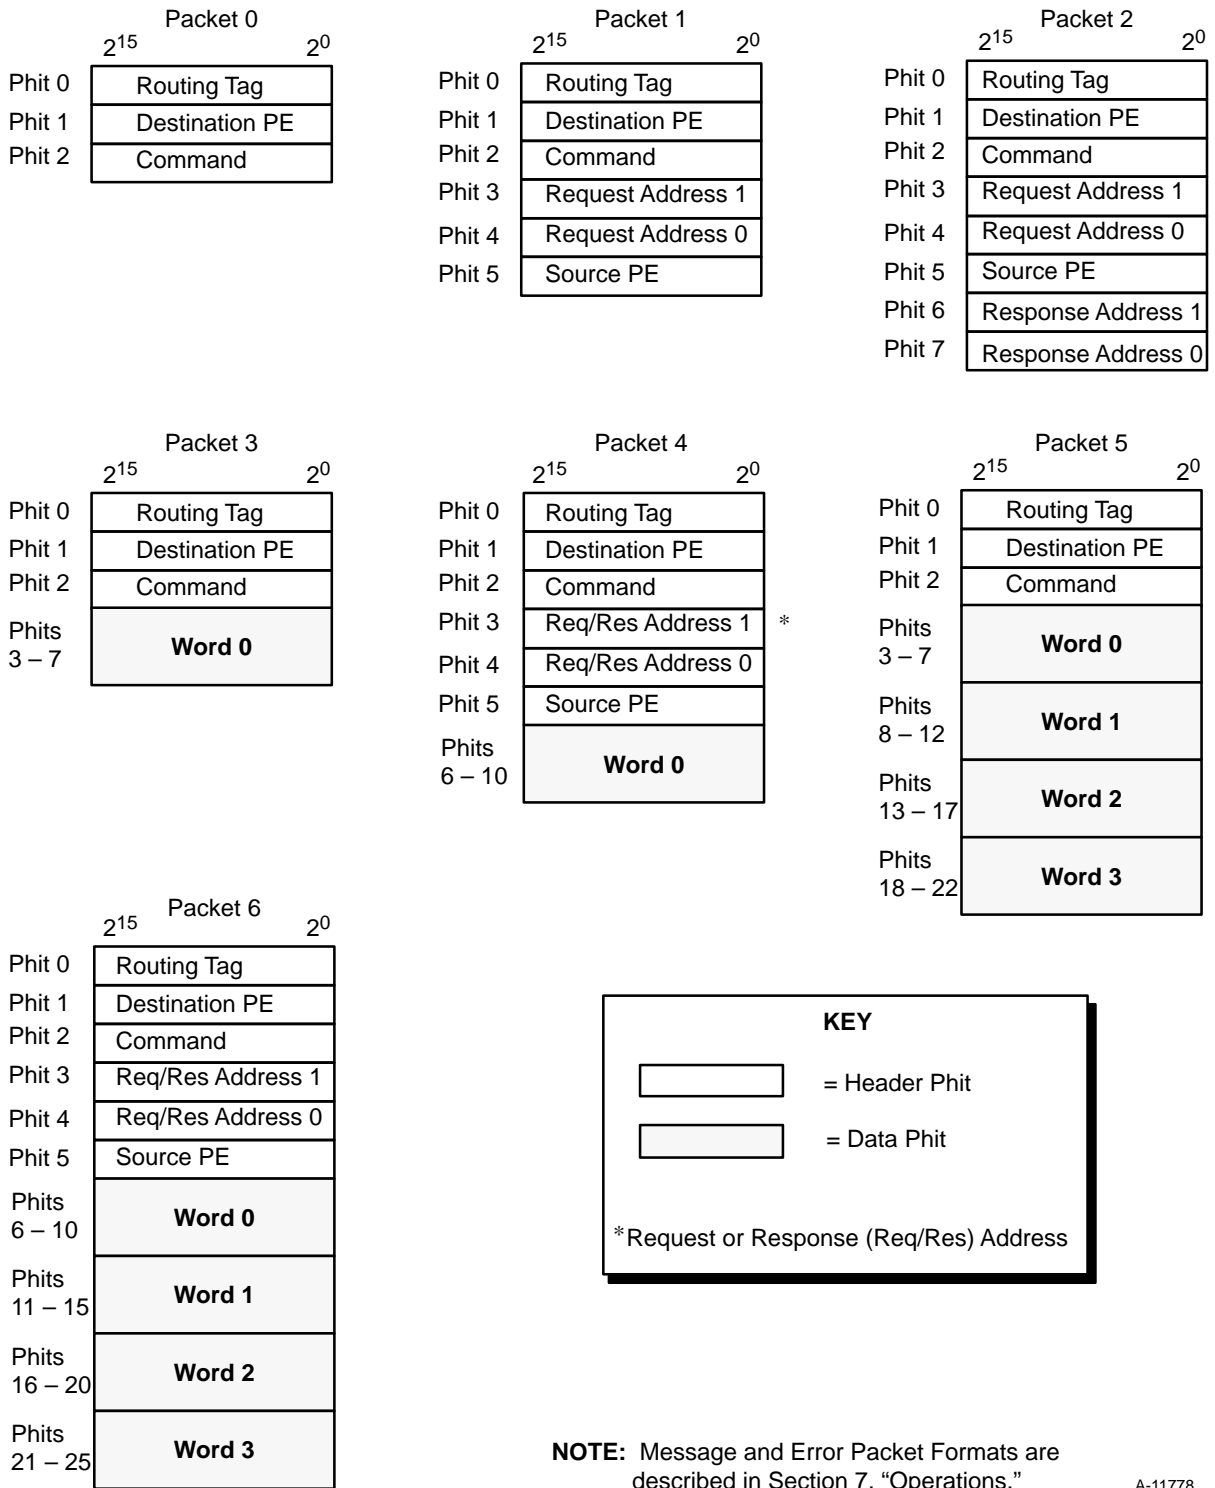 Packet 0
2^15 2^0
Phit 0 Routing Tag
Phit 1 Destination PE
Phit 2 Command
Packet 1
2^15 2^0
Phit 0 Routing Tag
Phit 1 Destination PE
Phit 2 Command
Phit 3 Request Address 1
Phit 4 Request Address 0
Phit 5 Source PE
Packet 2
2^15 2^0
Phit 0 Routing Tag
Phit 1 Destination PE
Phit 2 Command
Phit 3 Request Address 1
Phit 4 Request Address 0
Phit 5 Source PE
Phit 6 Response Address 1
Phit 7 Response Address 0
Packet 3
2^15 2^0
Phit 0 Routing Tag
Phit 1 Destination PE
Phit 2 Command
Phits
3 – 7
Word 0
Packet 4
2^15 2^0
Phit 0 Routing Tag
Phit 1 Destination PE
Phit 2 Command
Phit 3 Req/Res Address 1 *
Phit 4 Req/Res Address 0
Phit 5 Source PE
Phits
6 – 10
Word 0
Packet 5
2^15 2^0
Phit 0 Routing Tag
Phit 1 Destination PE
Phit 2 Command
Phits
3 – 7
Word 0
Phits
8 – 12
Word 1
Phits
13 – 17
Word 2
Phits
18 – 22
Word 3
Packet 6
2^15 2^0
Phit 0 Routing Tag
Phit 1 Destination PE
Phit 2 Command
Phit 3 Req/Res Address 1
Phit 4 Req/Res Address 0
Phit 5 Source PE
Phits
6 – 10
Word 0
Phits
11 – 15
Word 1
Phits
16 – 20
Word 2
Phits
21 – 25
Word 3
KEY
= Header Phit
= Data Phit
*Request or Response (Req/Res) Address
NOTE: Message and Error Packet Formats are
described in Section 7, “Operations.”
A-11778